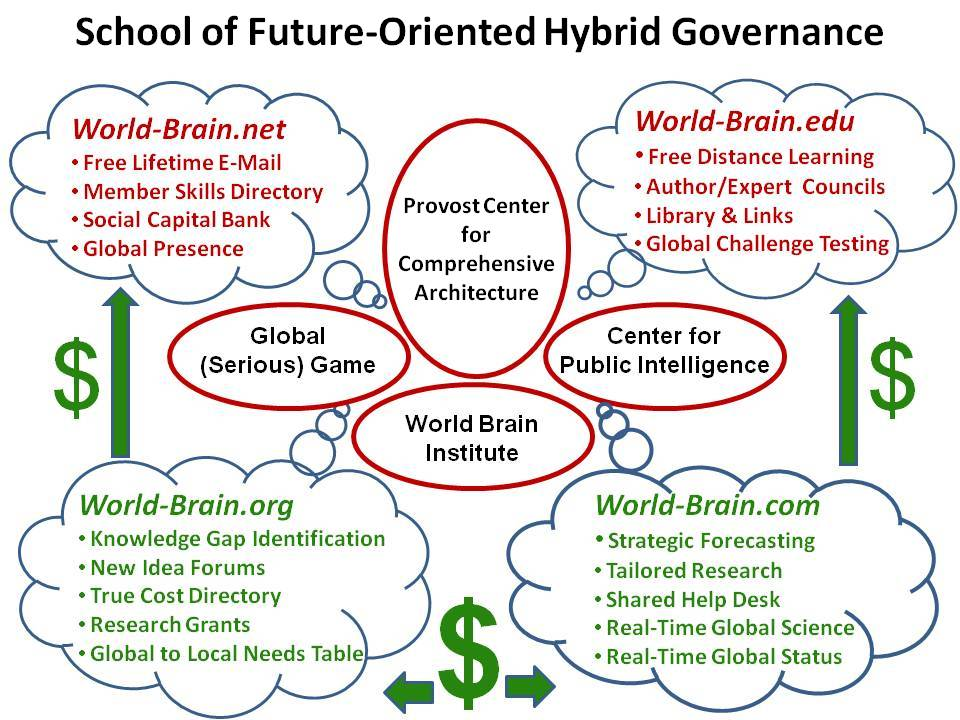 School of Future-Oriented Hybrid Governance
World-Brain.net
• Free Lifetime E-Mail
• Member Skills Directory
• Social Capital Bank
• Global Presence
Provost Center
for
Comprehensive
Architecture
World-Brain.edu
• Free Distance Learning
• Author/Expert Councils
• Library & Links
• Global Challenge Testing
$
Global
(Serious) Game
Center for
Public Intelligence
$
World Brain
Institute
World-Brain.org
• Knowledge Gap Identification
• New Idea Forums
• True Cost Directory
• Research Grants
• Global to Local Needs Table
$
World-Brain.com
• Strategic Forecasting
• Tailored Research
• Shared Help Desk
• Real-Time Global Science
• Real-Time Global Status